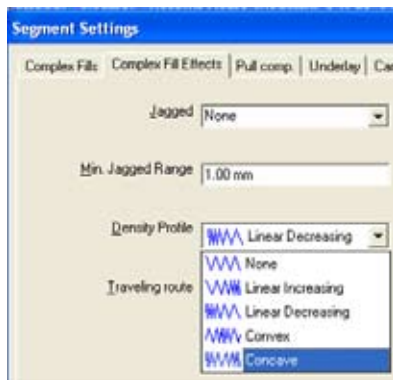 Segment Settings
Complex Fills Complex Fill Effects Pull comp. Underlay
Jagged None
Min. Jagged Range 1.00 mm
Density Profile Linear Decreasing
None
Traveling route Linear Increasing
Linear Decreasing
Convex
Concave